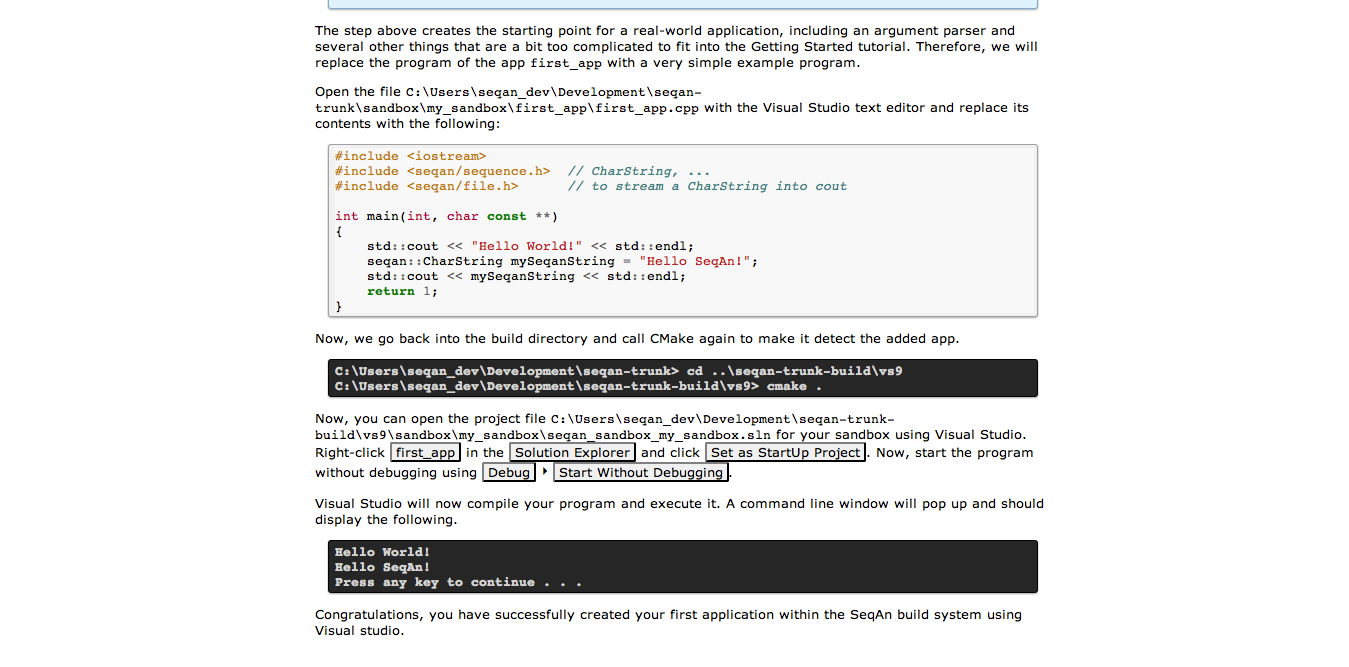 The step above creates the starting point for a real-world application, including an argument parser and
several other things that are a bit too complicated to fit into the Getting Started tutorial. Therefore, we will
replace the program of the app first_app with a very simple example program.
Open the file C:\Users\seqan_dev\Development\seqan-
trunk\sandbox\my_sandbox\first_app\first_app.cpp with the Visual Studio text editor and replace its
contents with the following:
#include <iostream>
#include <seqan/sequence.h>  // CharString, ...
#include <seqan/file.h>      // to stream a CharString into cout
int main(int, char const **)
{
    std::cout << "Hello World!" << std::endl;
    seqan::CharString mySeqanString = "Hello SeqAn!";
    std::cout << mySeqanString << std::endl;
    return 1;
}
Now, we go back into the build directory and call CMake again to make it detect the added app.
C:\Users\seqan_dev\Development\seqan-trunk> cd ..\seqan-trunk-build\vs9
C:\Users\seqan_dev\Development\seqan-trunk-build\vs9> cmake .
Now, you can open the project file C:\Users\seqan_dev\Development\seqan-trunk-
build\vs9\sandbox\my_sandbox\seqan_sandbox_my_sandbox.sln for your sandbox using Visual Studio.
Right-click first_app in the Solution Explorer and click Set as StartUp Project. Now, start the program
without debugging using Debug ‣ Start Without Debugging.
Visual Studio will now compile your program and execute it. A command line window will pop up and should
display the following.
Hello World!
Hello SeqAn!
Press any key to continue . . .
Congratulations, you have successfully created your first application within the SeqAn build system using
Visual studio.